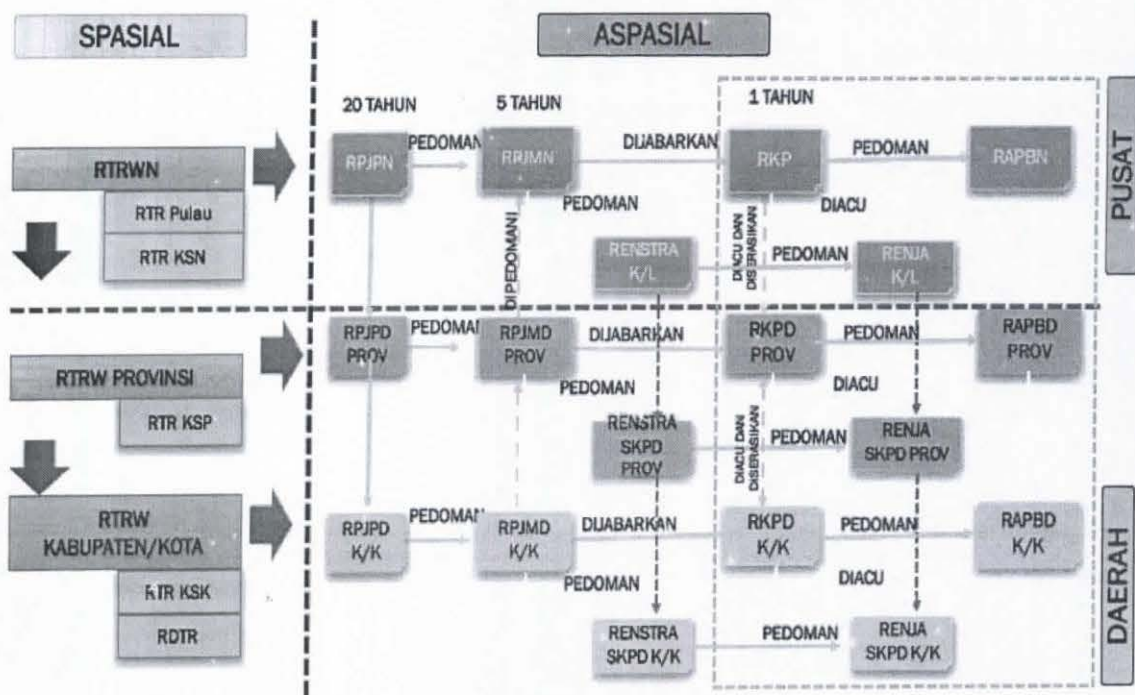 SPASIAL
ASPASIAL
20 TAHUN
5 TAHUN
1 TAHUN
RTRWN
RTR Pulau
RTR KSN
RPJPN
PEDOMAN
RPJMN
DIJABARKAN
RKP
PEDOMAN
RAPBN
PEDOMAN
DIACU
DIPEDOMANI
DIACU DAN
DISERASIKAN
RENSTRA
K/L
PEDOMAN
RENJA
K/L
PUSAT
RTRW PROVINSI
RTR KSP
RPJPD
PROV
PEDOMAN
RPJMD
PROV
DIJABARKAN
RKPD
PROV
PEDOMAN
RAPBD
PROV
PEDOMAN
DIACU
DIACU DAN
DISERASIKAN
RENSTRA
SKPD
PROV
PEDOMAN
RENJA
SKPD PROV
RTRW
KABUPATEN/KOTA
RTR KSK
RDTR
RPJPD
K/K
PEDOMAN
RPJMD
K/K
DIJABARKAN
RKPD
K/K
PEDOMAN
RAPBD
K/K
PEDOMAN
DIACU
RENSTRA
SKPD K/K
PEDOMAN
RENJA
SKPD K/K
DAERAH